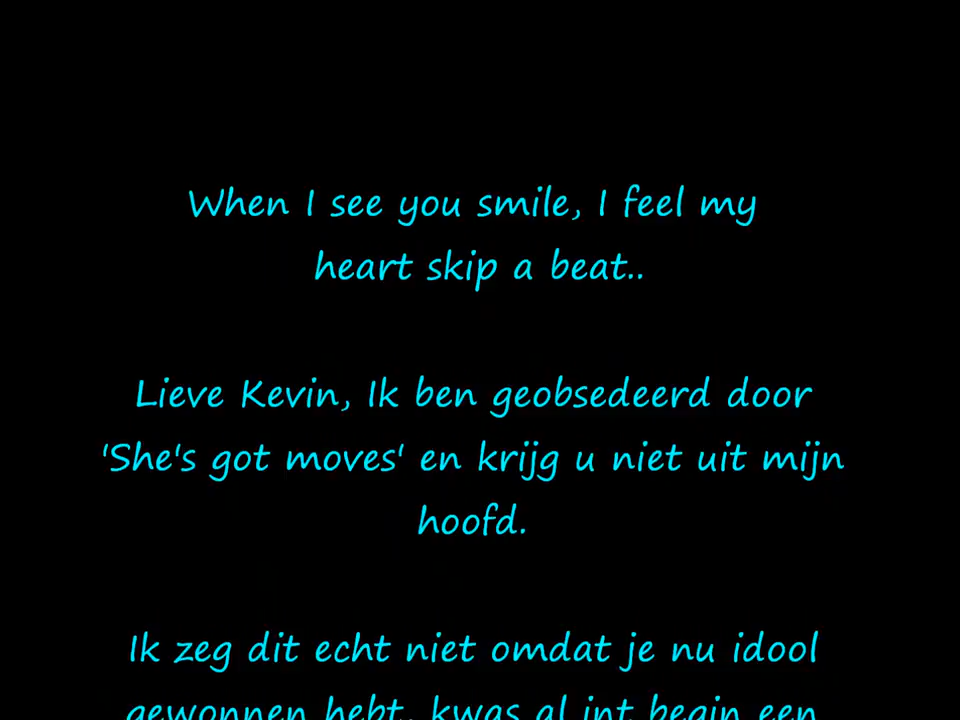 When I see you smile, I feel my
heart skip a beat..
Lieve Kevin, Ik ben geobsedeerd door
'She's got moves' en krijg u niet uit mijn
hoofd.
Ik zeg dit echt niet omdat je nu idool
gewonnen hebt, kwas al int begin een